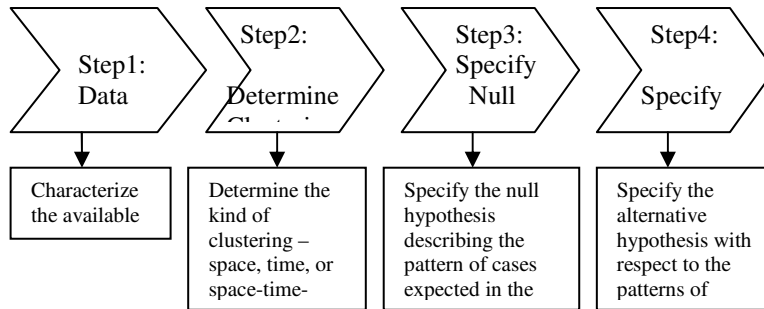 Step1:
Data
Step2:
Determine
Step3:
Specify
Null
Step4:
Specify
Characterize
the available
Determine the
kind of
clustering –
space, time, or
space-time-
Specify the null
hypothesis
describing the
pattern of cases
expected in the
Specify the
alternative
hypothesis with
respect to the
patterns of